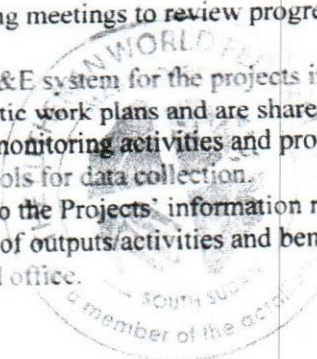 ng meetings to review progre
&E system for the projects i
tic work plans and are share
monitoring activities and pro
ols for data collection.
o the Projects' information
of outputs/activities and ben
office.
WORLD
SOUTH SUD
a member of the